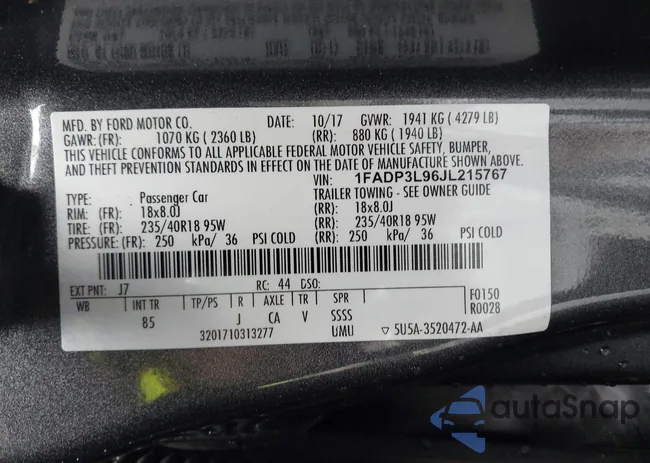 MFD. BY FORD MOTOR CO. DATE: 10/17 GVWR: 1941 KG ( 4279 LB)
GAWR: (FR): 1070 KG ( 2360 LB) (RR): 880 KG ( 1940 LB)
THIS VEHICLE CONFORMS TO ALL APPLICABLE FEDERAL MOTOR VEHICLE SAFETY, BUMPER,
AND THEFT PREVENTION STANDARDS IN EFFECT ON THE DATE OF MANUFACTURE SHOWN ABOVE.
VIN: 1FADP3L96JL215767
TYPE: Passenger Car TRAILER TOWING - SEE OWNER GUIDE
RIM: (FR): 18x8.0J (RR): 18x8.0J
TIRE: (FR): 235/40R18 95W (RR): 235/40R18 95W
PRESSURE: (FR): 250 kPa/ 36 PSI COLD (RR): 250 kPa/ 36 PSI COLD
EXT PNT: J7 RC: 44 DSO: F0150
WB INT TR TP/PS R AXLE TR SPR R0028
85 J CA V SSSS
3201710313277 UMU ▽ 5U5A-3520472-AA
autoSnap